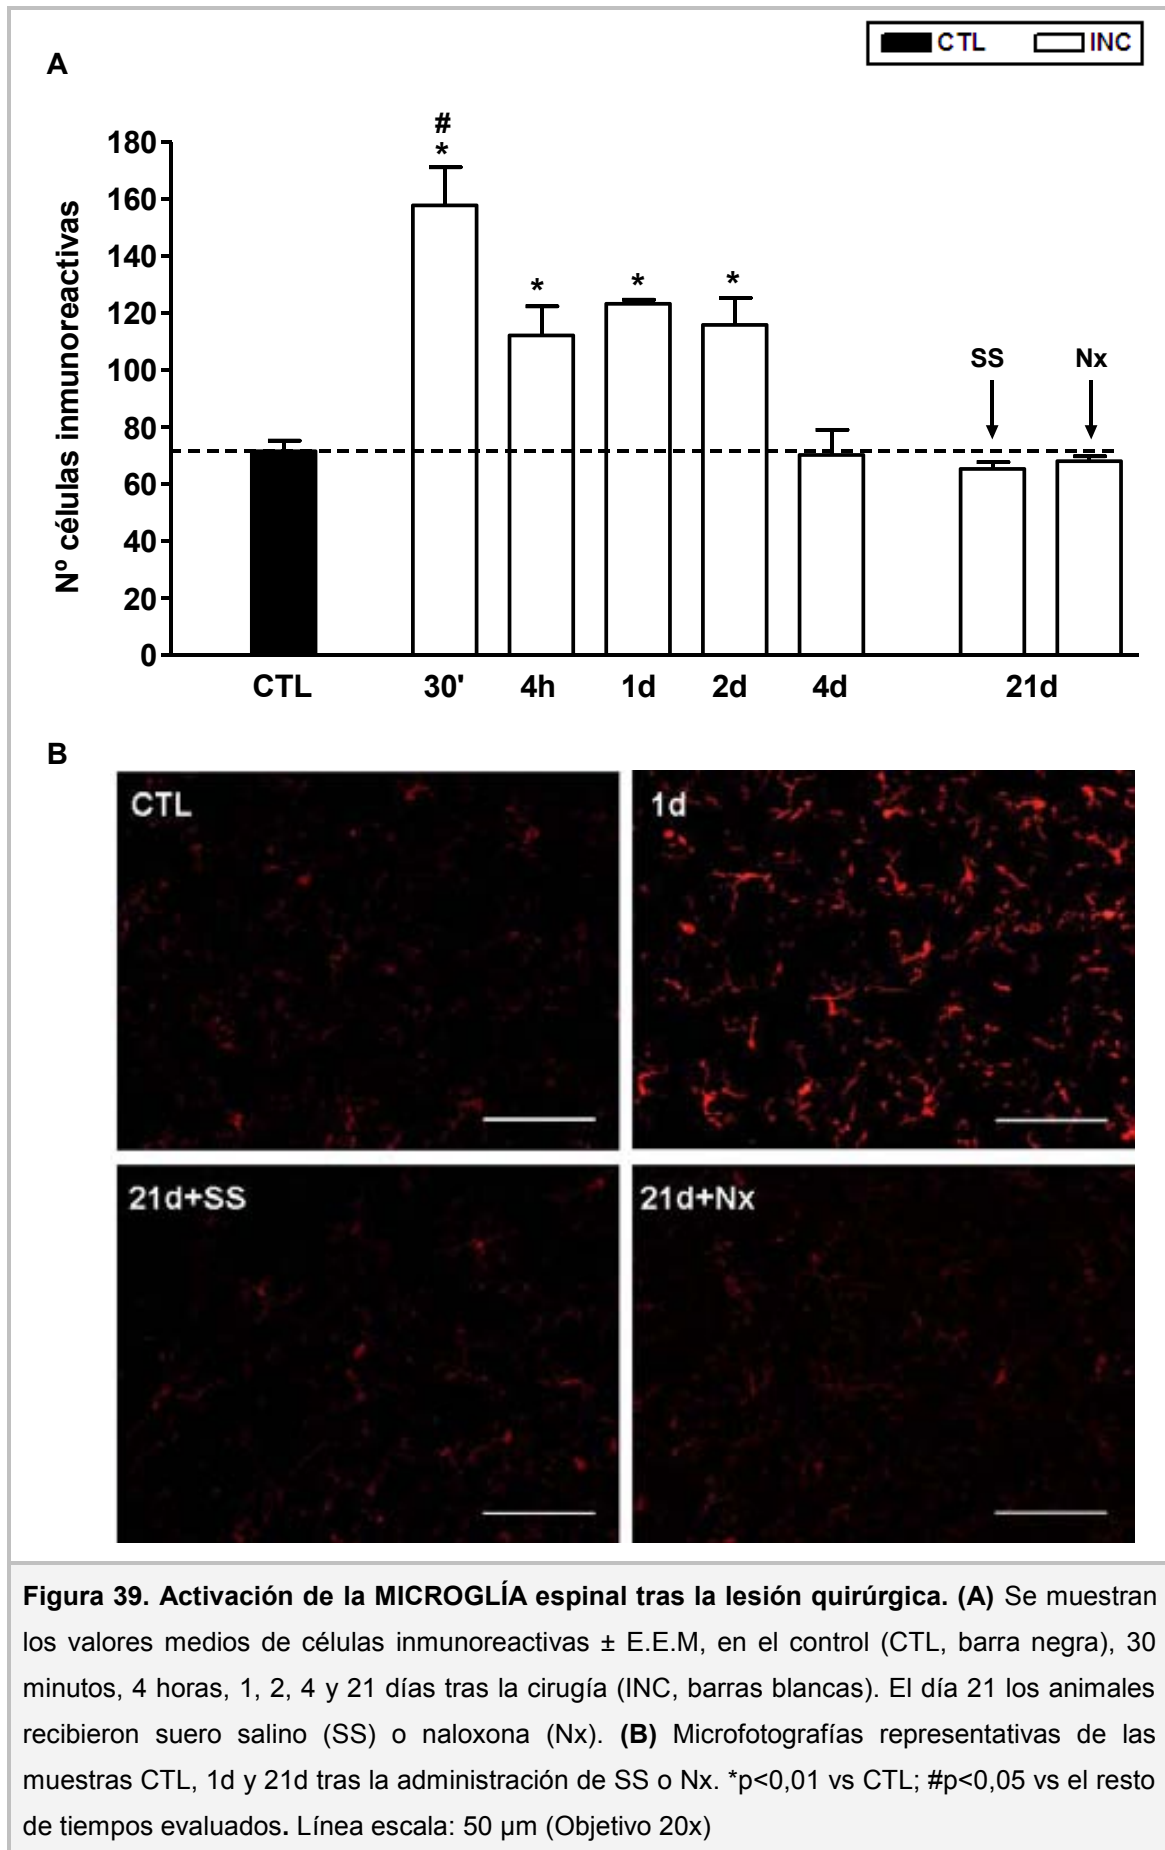 A
CTL INC
#
*
* * *
180
160
140
120
100
80
60
40
20
0
Nº células inmunoreactivas
SS Nx
CTL 30' 4h 1d 2d 4d 21d
B
CTL 1d
21d+SS 21d+Nx
Figura 39. Activación de la MICROGLÍA espinal tras la lesión quirúrgica. (A) Se muestran
los valores medios de células inmunoreactivas ± E.E.M, en el control (CTL, barra negra), 30
minutos, 4 horas, 1, 2, 4 y 21 días tras la cirugía (INC, barras blancas). El día 21 los animales
recibieron suero salino (SS) o naloxona (Nx). (B) Microfotografías representativas de las
muestras CTL, 1d y 21d tras la administración de SS o Nx. *p<0,01 vs CTL; #p<0,05 vs el resto
de tiempos evaluados. Línea escala: 50 µm (Objetivo 20x)